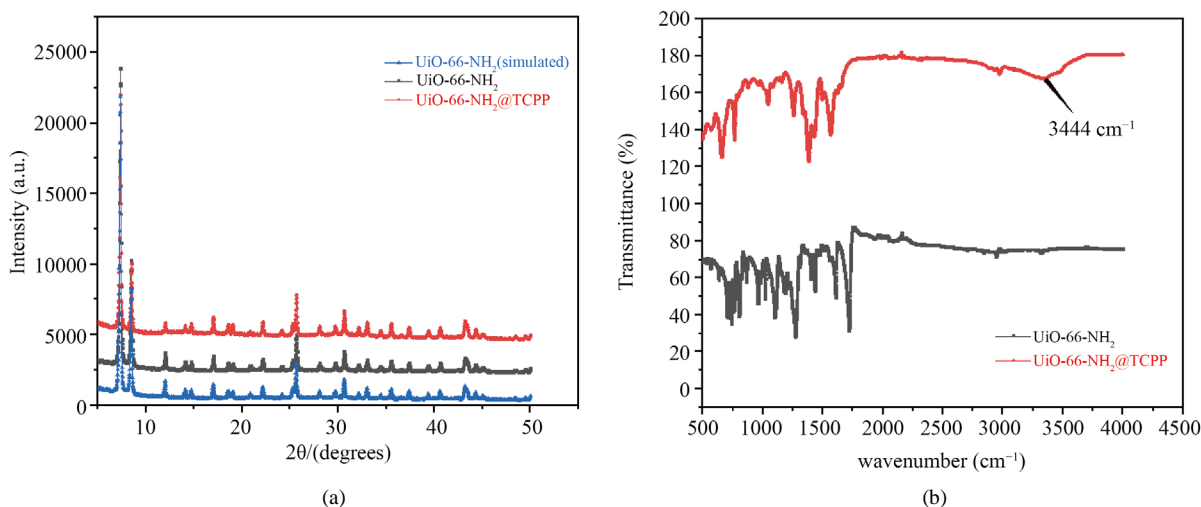 25000
20000
15000
10000
5000
0
Intensity (a.u.)
UiO-66-NH₂(simulated)
UiO-66-NH₂
UiO-66-NH₂@TCPP
10 20 30 40 50
2θ/(degrees)
(a)
200
180
160
140
120
100
80
60
40
20
0
Transmittance (%)
3444 cm⁻¹
UiO-66-NH₂
UiO-66-NH₂@TCPP
500 1000 1500 2000 2500 3000 3500 4000 4500
wavenumber (cm⁻¹)
(b)